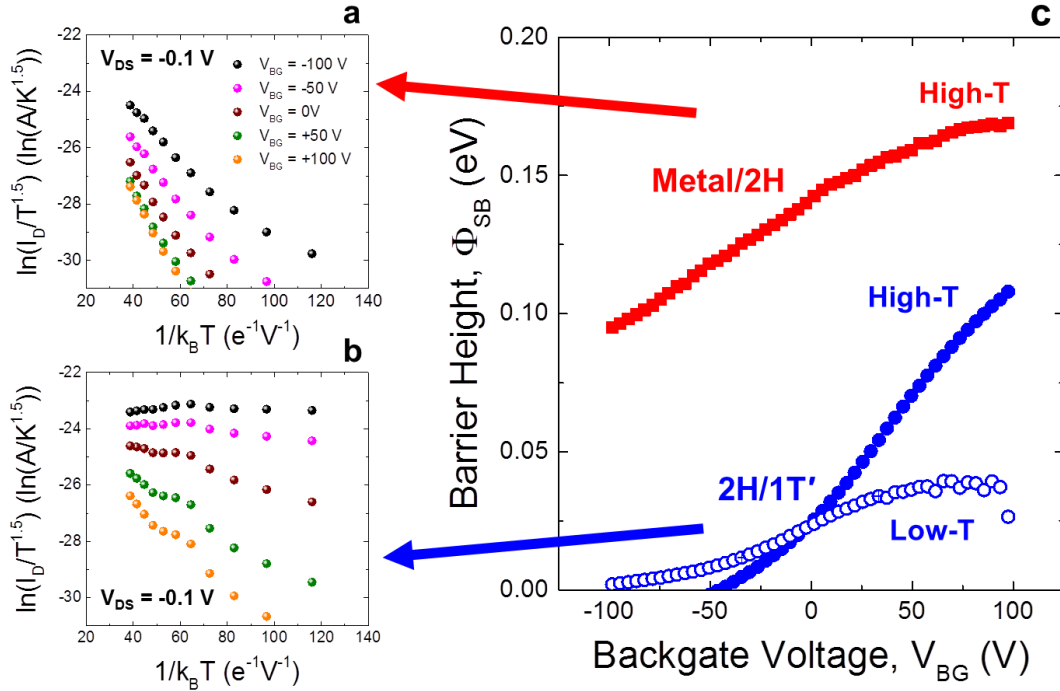 a
V_DS = -0.1 V
V_BG = -100 V
V_BG = -50 V
V_BG = 0V
V_BG = +50 V
V_BG = +100 V
ln(I_D/T^1.5) (ln(A/K^1.5))
-22
-24
-26
-28
-30
20 40 60 80 100 120 140
1/k_BT (e^-1V^-1)
b
V_DS = -0.1 V
ln(I_D/T^1.5) (ln(A/K^1.5))
-22
-24
-26
-28
-30
20 40 60 80 100 120 140
1/k_BT (e^-1V^-1)
c
Barrier Height, Φ_SB (eV)
0.20
0.15
0.10
0.05
0.00
High-T
Metal/2H
High-T
2H/1T′
Low-T
-100 -50 0 50 100
Backgate Voltage, V_BG (V)